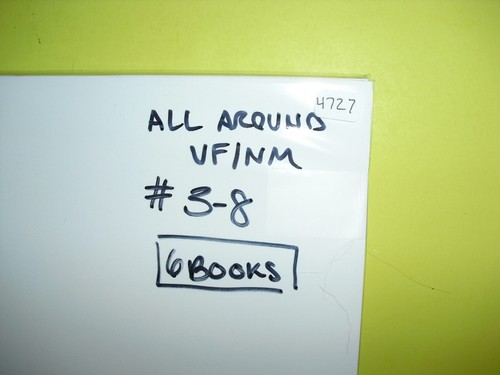 4727
ALL AROUND
VF/NM
# 3-8
6 BOOKS